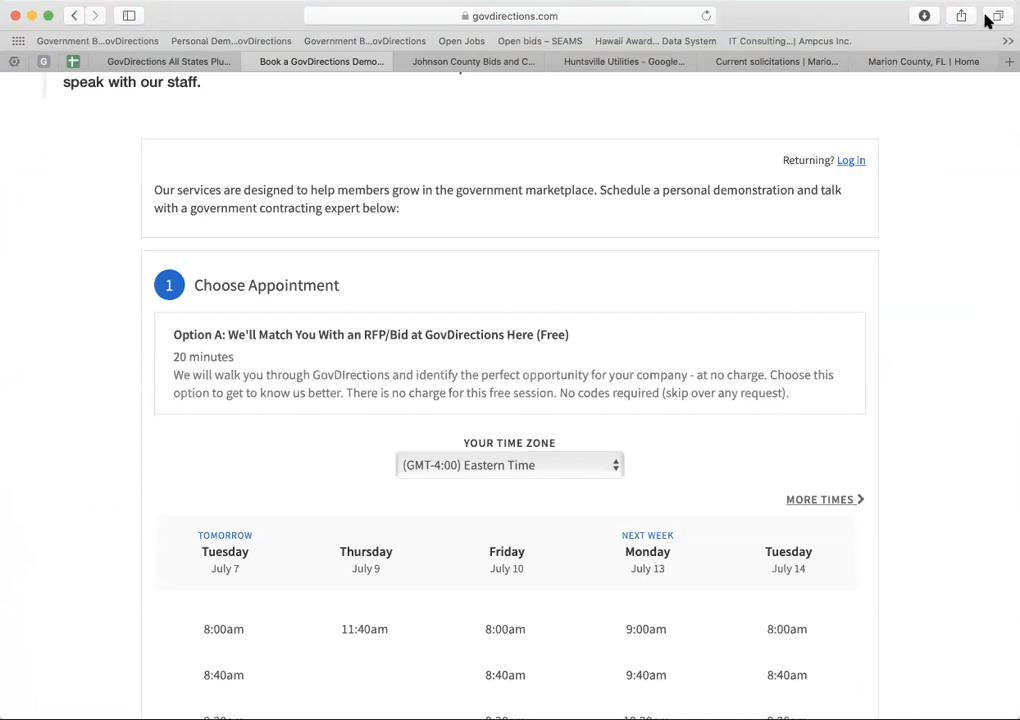 govdirections.com
Government B...ovDirections Personal Dem...ovDirections Government B...ovDirections Open Jobs Open bids – SEAMS Hawaii Award... Data System IT Consulting...| Ampcus Inc.
G GovDirections All States Plu... Book a GovDirections Demo... Johnson County Bids and C... Huntsville Utilities – Google... Current solicitations | Mario... Marion County, FL | Home
speak with our staff.
Returning? Log in
Our services are designed to help members grow in the government marketplace. Schedule a personal demonstration and talk
with a government contracting expert below:
1 Choose Appointment
Option A: We'll Match You With an RFP/Bid at GovDirections Here (Free)
20 minutes
We will walk you through GovDIrections and identify the perfect opportunity for your company - at no charge. Choose this
option to get to know us better. There is no charge for this free session. No codes required (skip over any request).
YOUR TIME ZONE
(GMT-4:00) Eastern Time
MORE TIMES
TOMORROW NEXT WEEK
Tuesday Thursday Friday Monday Tuesday
July 7 July 9 July 10 July 13 July 14
8:00am 11:40am 8:00am 9:00am 8:00am
8:40am 8:40am 9:40am 8:40am